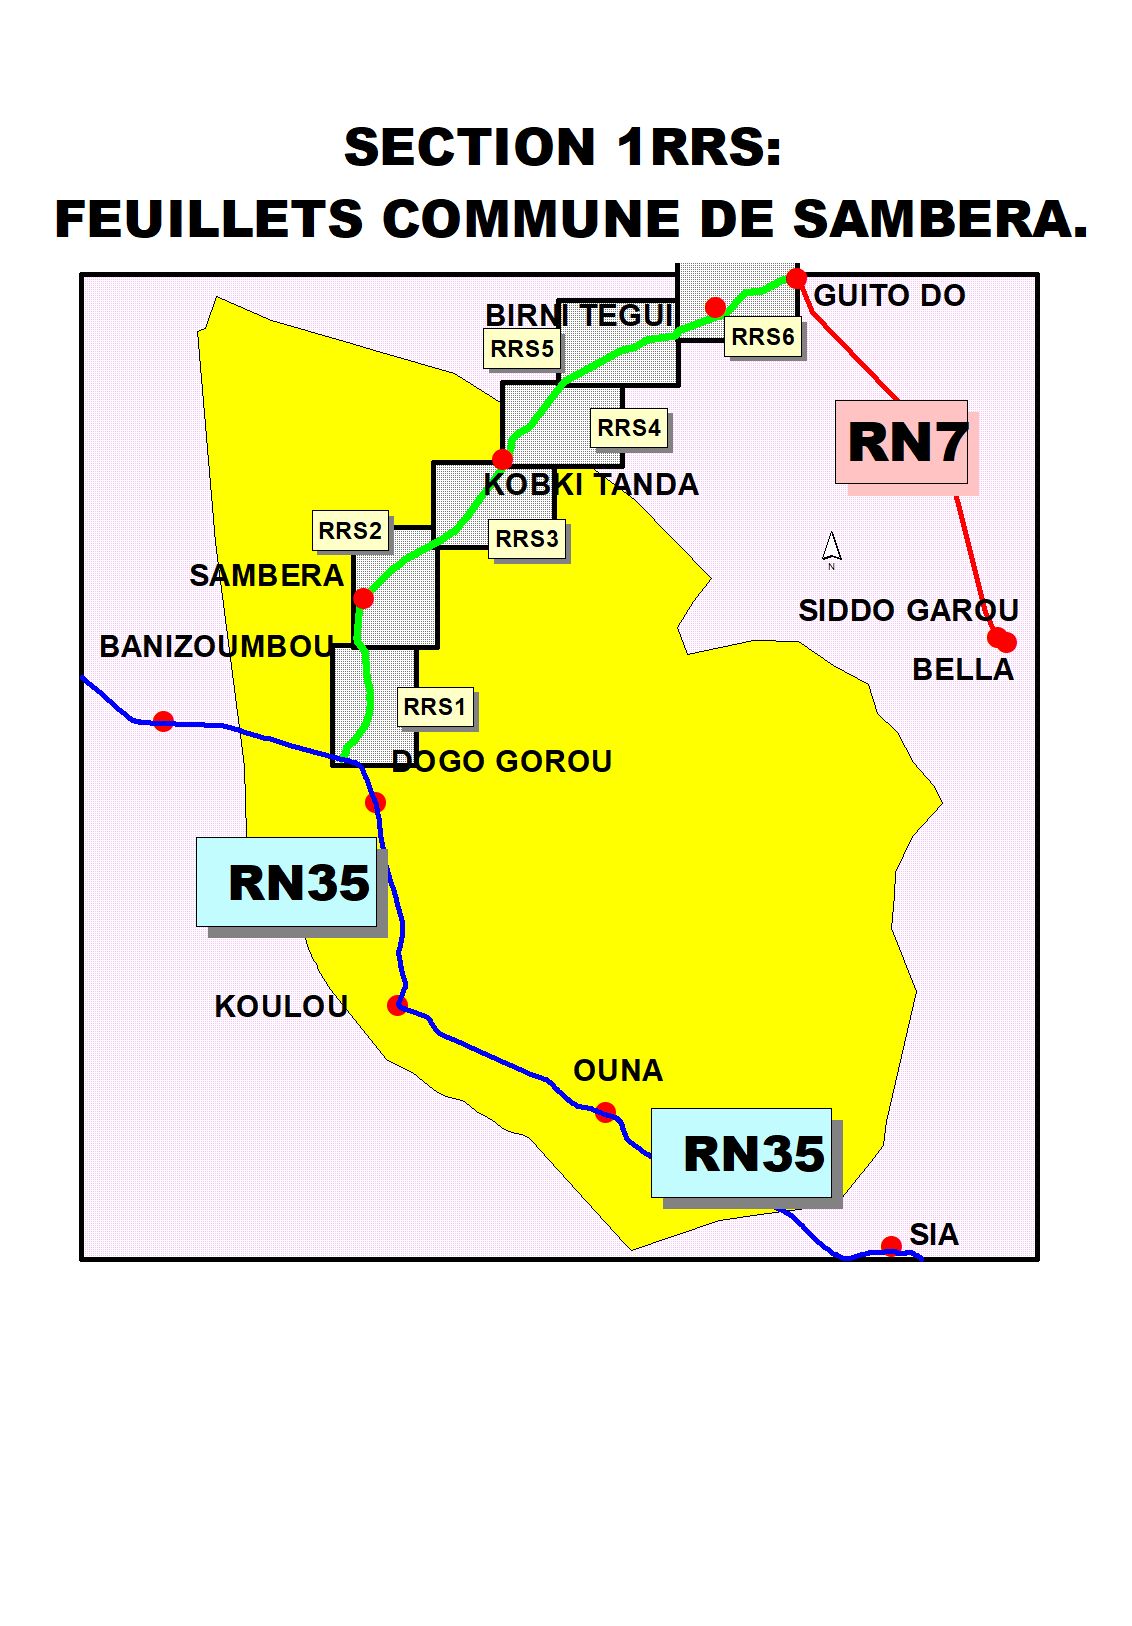 SECTION 1RRS:
FEUILLETS COMMUNE DE SAMBERA.
GUITO DO
BIRNI TEGUI
RRS6
RRS5
RRS4
RN7
KOBKI TANDA
RRS2
RRS3
N
SAMBERA
SIDDO GAROU
BANIZOUMBOU
BELLA
RRS1
DOGO GOROU
RN35
KOULOU
OUNA
RN35
SIA